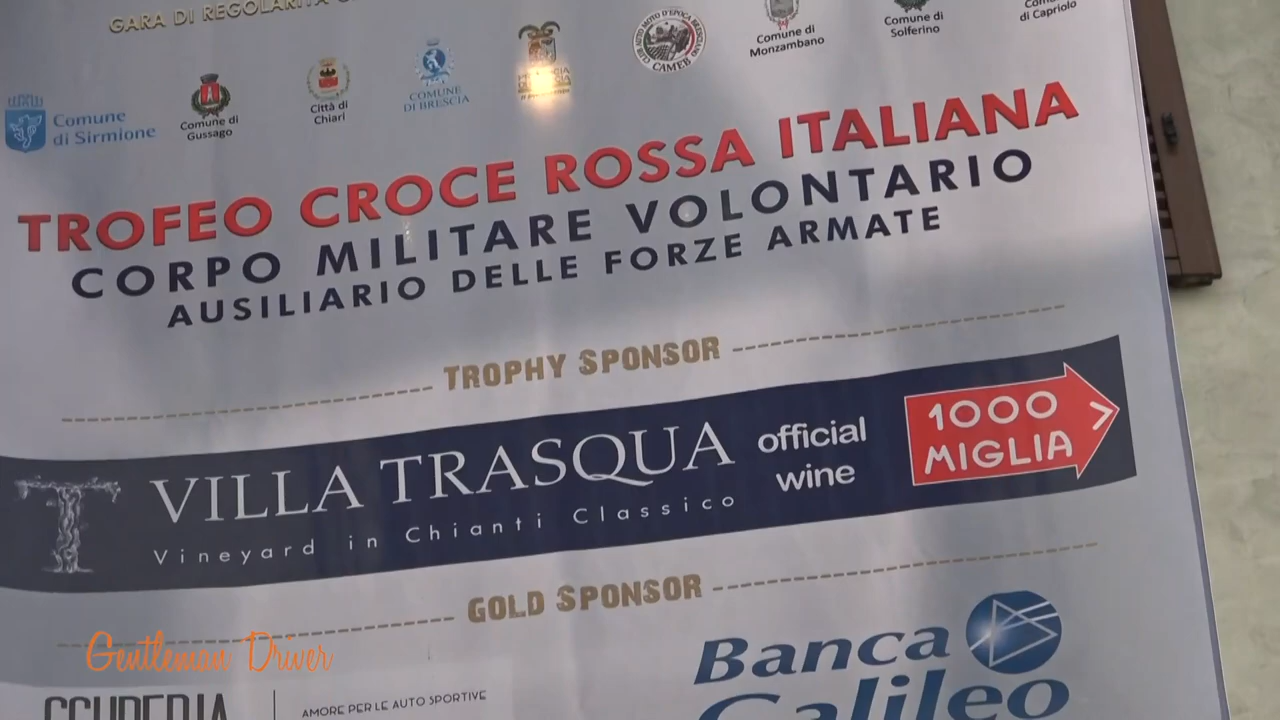 GARA DI REGOLARITÀ
Comune
di Sirmione
Comune di
Gussago
Città di
Chiari
COMUNE
DI BRESCIA
CAMEB
Comune di
Monzambano
Comune di
Solferino
di Capriolo
TROFEO CROCE ROSSA ITALIANA
CORPO MILITARE VOLONTARIO
AUSILIARIO DELLE FORZE ARMATE
TROPHY SPONSOR
VILLA TRASQUA
Vineyard in Chianti Classico
official
wine
1000
MIGLIA
GOLD SPONSOR
Gentleman Driver
SCUDERIA
AMORE PER LE AUTO SPORTIVE
Banca
Galileo